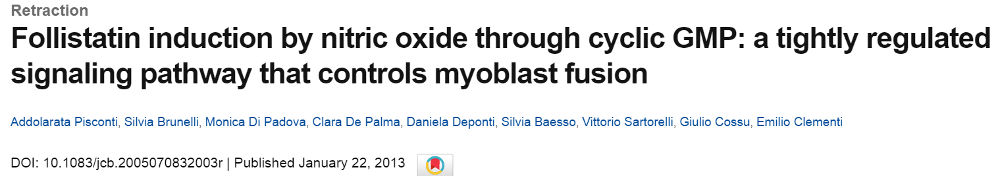 Retraction
Follistatin induction by nitric oxide through cyclic GMP: a tightly regulated
signaling pathway that controls myoblast fusion
Addolarata Pisconti, Silvia Brunelli, Monica Di Padova, Clara De Palma, Daniela Deponti, Silvia Baesso, Vittorio Sartorelli, Giulio Cossu, Emilio Clementi
DOI: 10.1083/jcb.2005070832003r | Published January 22, 2013